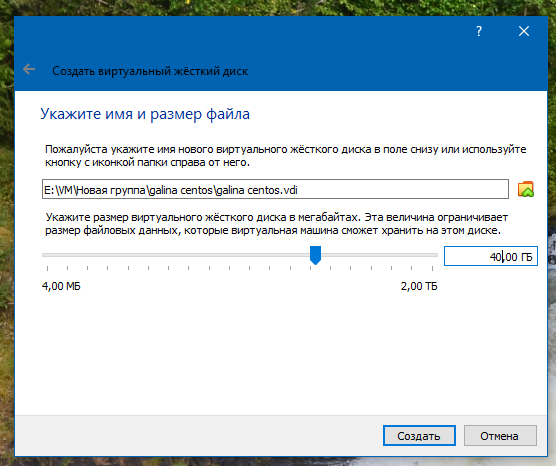 ?
Создать виртуальный жёсткий диск
Укажите имя и размер файла
Пожалуйста укажите имя нового виртуального жёсткого диска в поле снизу или используйте
кнопку с иконкой папки справа от него.
E:\VM\Новая группа\galina centos\galina centos.vdi
Укажите размер виртуального жёсткого диска в мегабайтах. Эта величина ограничивает
размер файловых данных, которые виртуальная машина сможет хранить на этом диске.
40,00 ГБ
4,00 МБ 2,00 ТБ
Создать Отмена